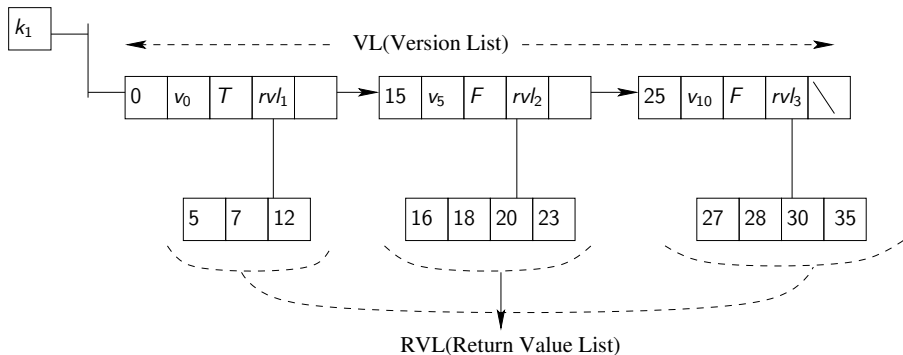 k₁
VL(Version List)
0 v₀ T rvl₁
15 v₅ F rvl₂
25 v₁₀ F rvl₃
5 7 12
16 18 20 23
27 28 30 35
RVL(Return Value List)